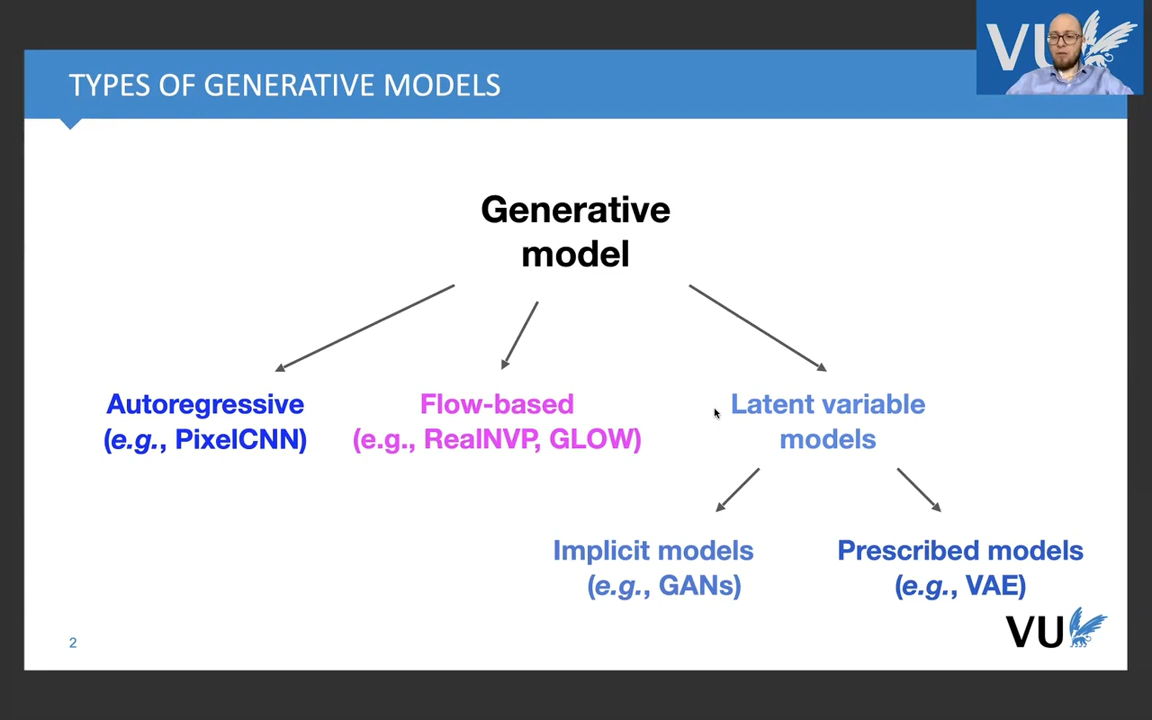 VU
TYPES OF GENERATIVE MODELS
Generative
model
Autoregressive
(e.g., PixelCNN)
Flow-based
(e.g., RealNVP, GLOW)
Latent variable
models
Implicit models
(e.g., GANs)
Prescribed models
(e.g., VAE)
2
VU